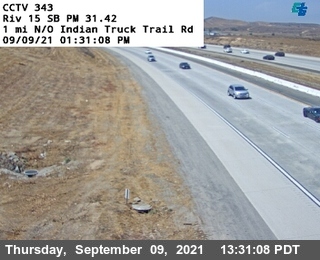 CCTV 343
Riv 15 SB PM 31.42
1 mi N/O Indian Truck Trail Rd
09/09/21 01:31:08 PM
Thursday, September 09, 2021 13:31:08 PDT